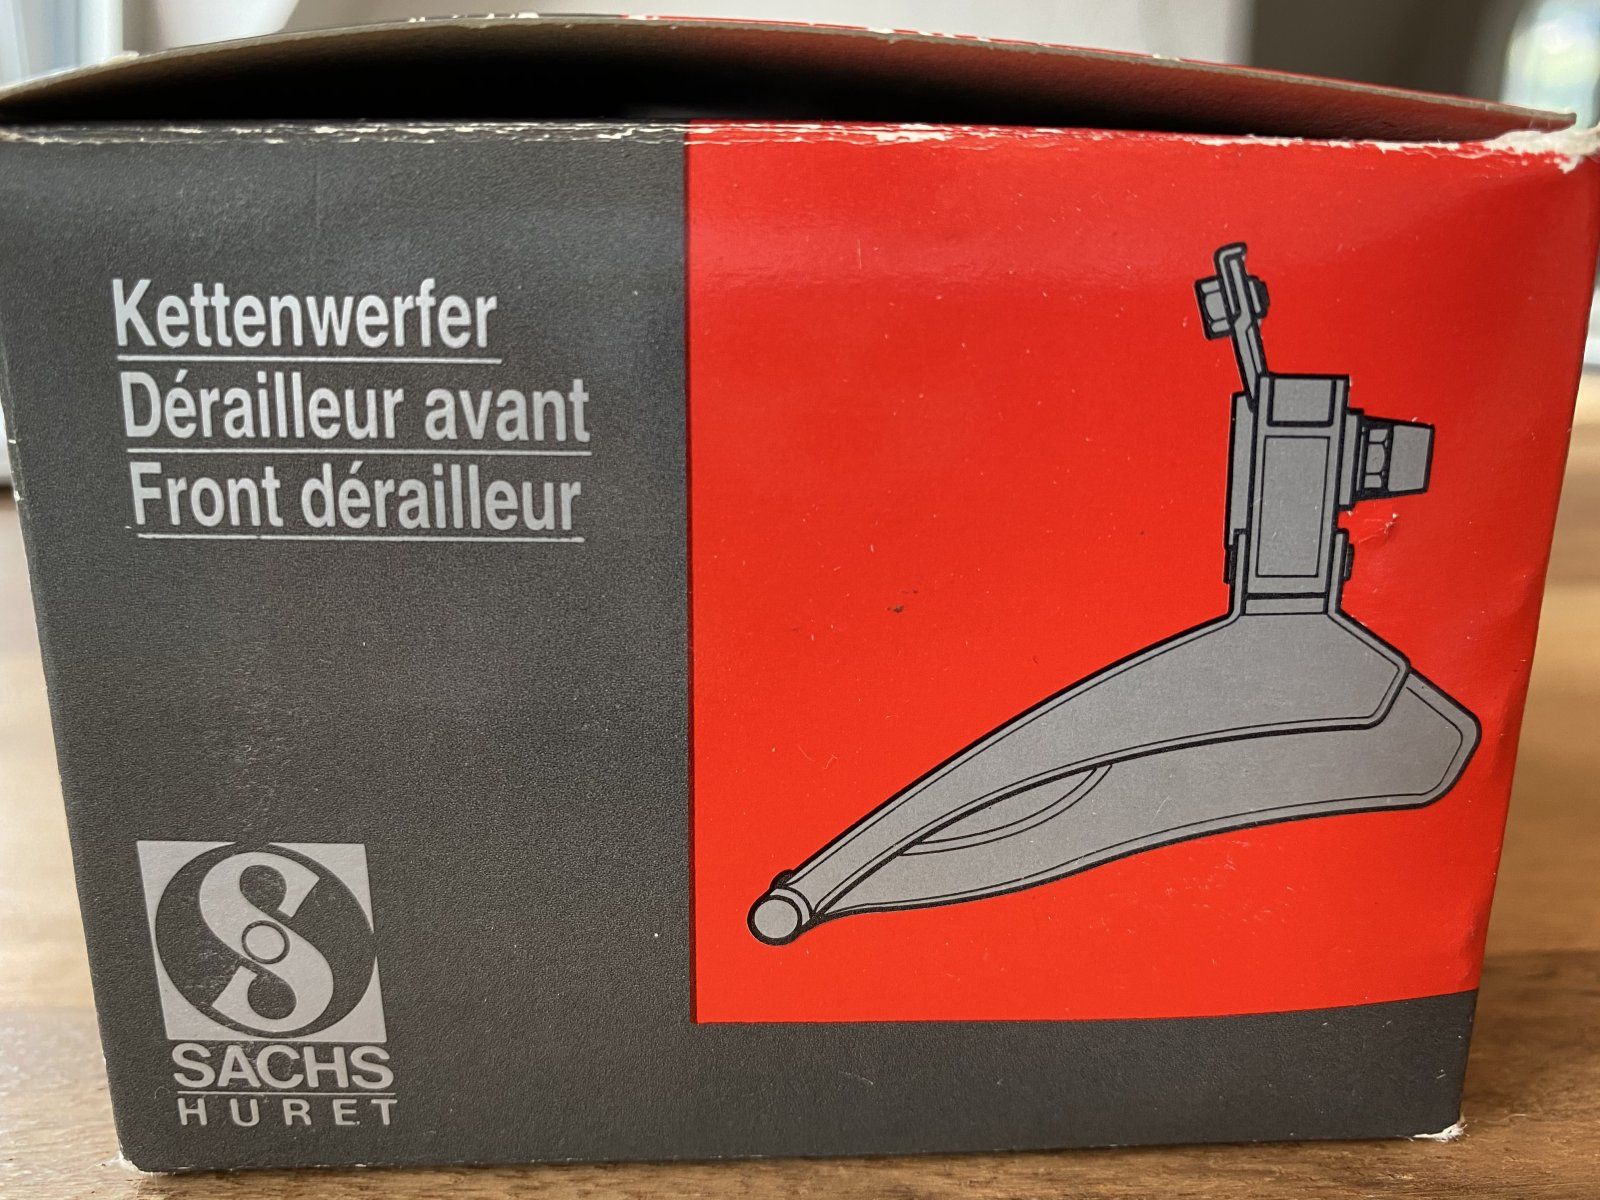 Kettenwerfer
Dérailleur avant
Front dérailleur
S
SACHS
HURET